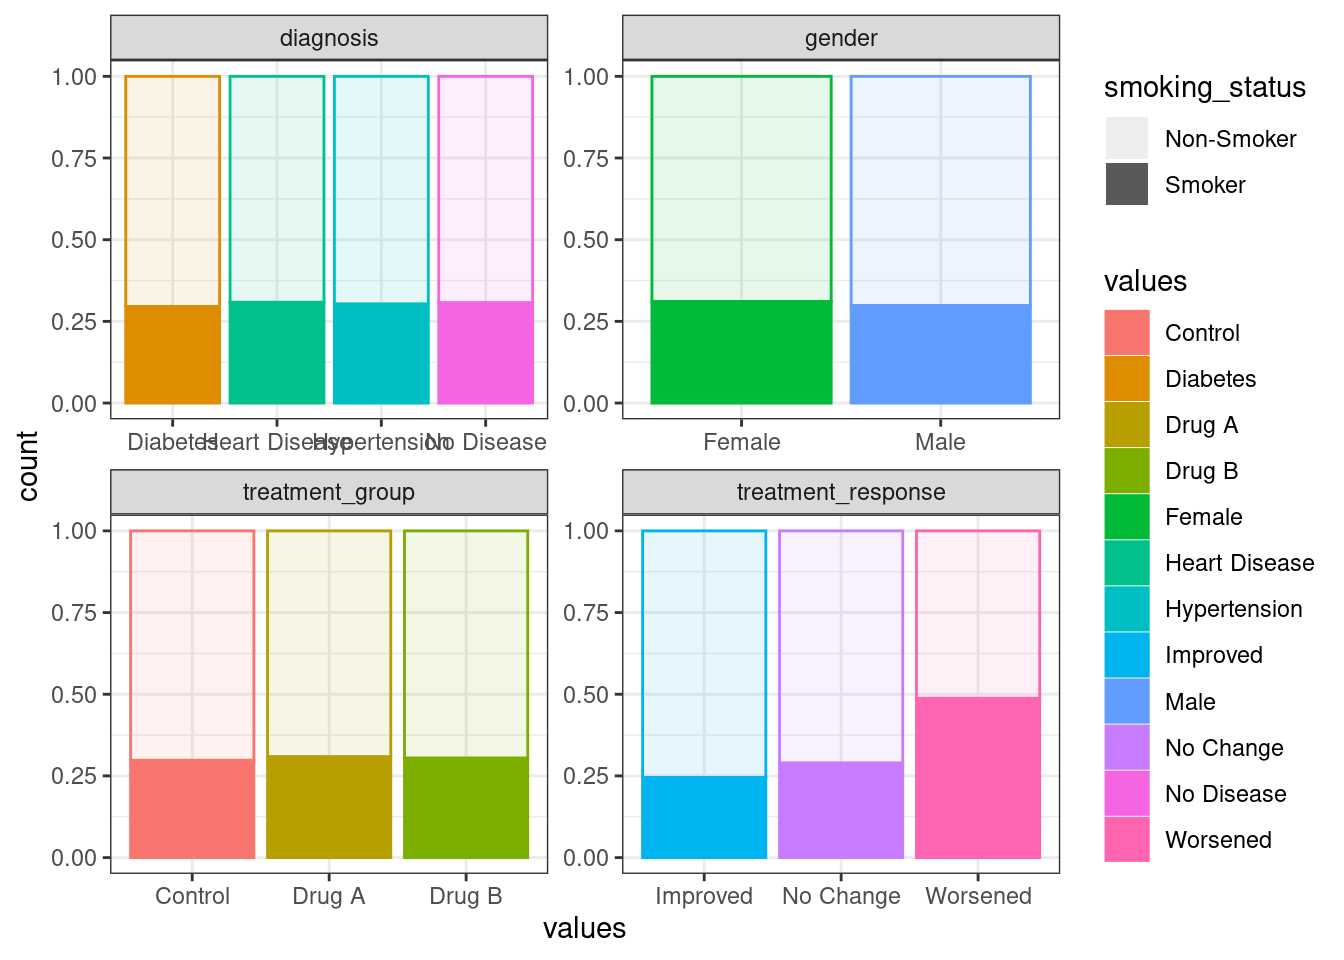 diagnosis
1.00
0.75
0.50
0.25
0.00
Diabetes
Heart Disease
Hypertension
No Disease
gender
1.00
0.75
0.50
0.25
0.00
Female
Male
treatment_group
1.00
0.75
0.50
0.25
0.00
Control
Drug A
Drug B
treatment_response
1.00
0.75
0.50
0.25
0.00
Improved
No Change
Worsened
count
values
smoking_status
Non-Smoker
Smoker
values
Control
Diabetes
Drug A
Drug B
Female
Heart Disease
Hypertension
Improved
Male
No Change
No Disease
Worsened